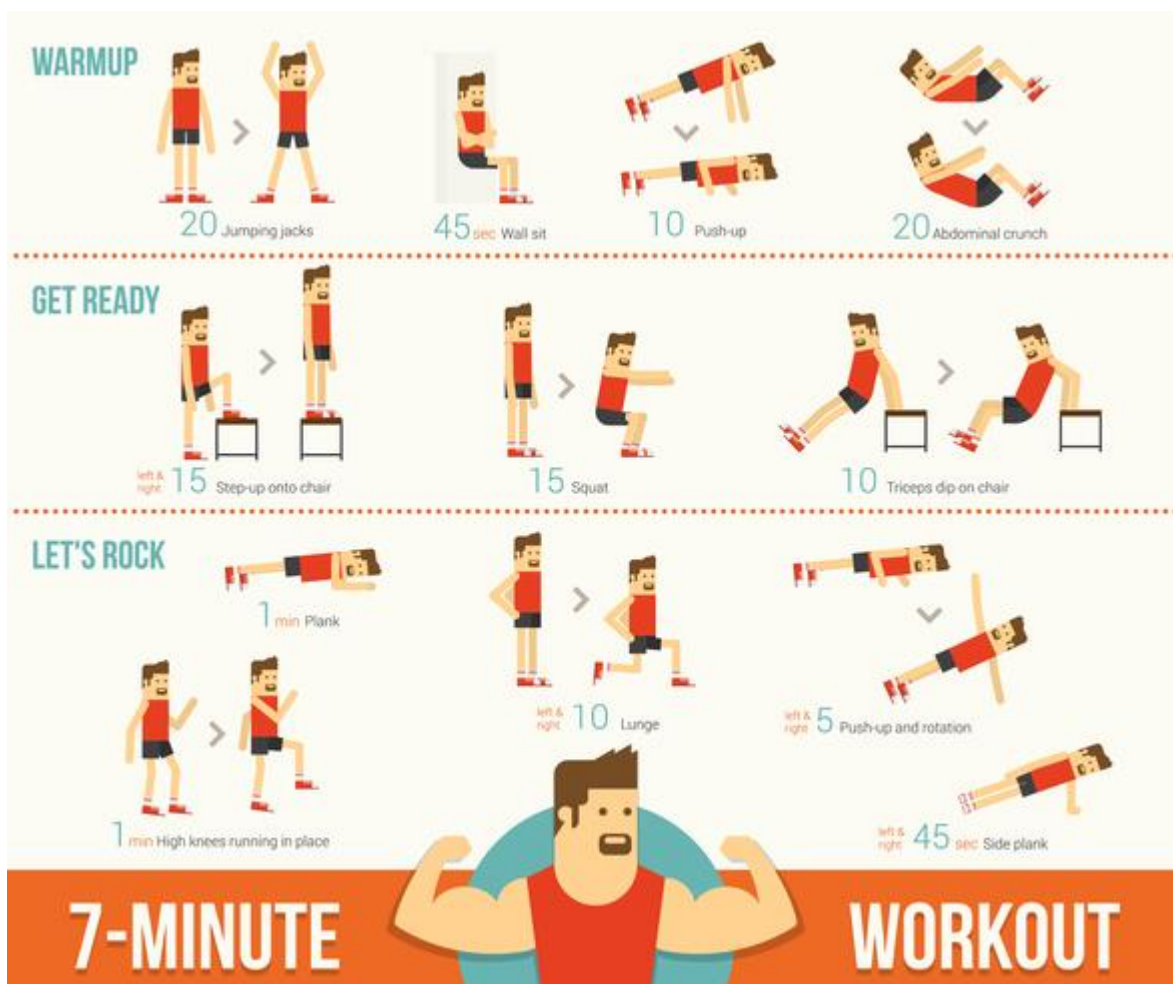 WARMUP
20 Jumping jacks
45 sec Wall sit
10 Push-up
20 Abdominal crunch
GET READY
left &
right 15 Step-up onto chair
15 Squat
10 Triceps dip on chair
LET'S ROCK
1 min Plank
left &
right 10 Lunge
left &
right 5 Push-up and rotation
1 min High knees running in place
left &
right 45 sec Side plank
7-MINUTE WORKOUT